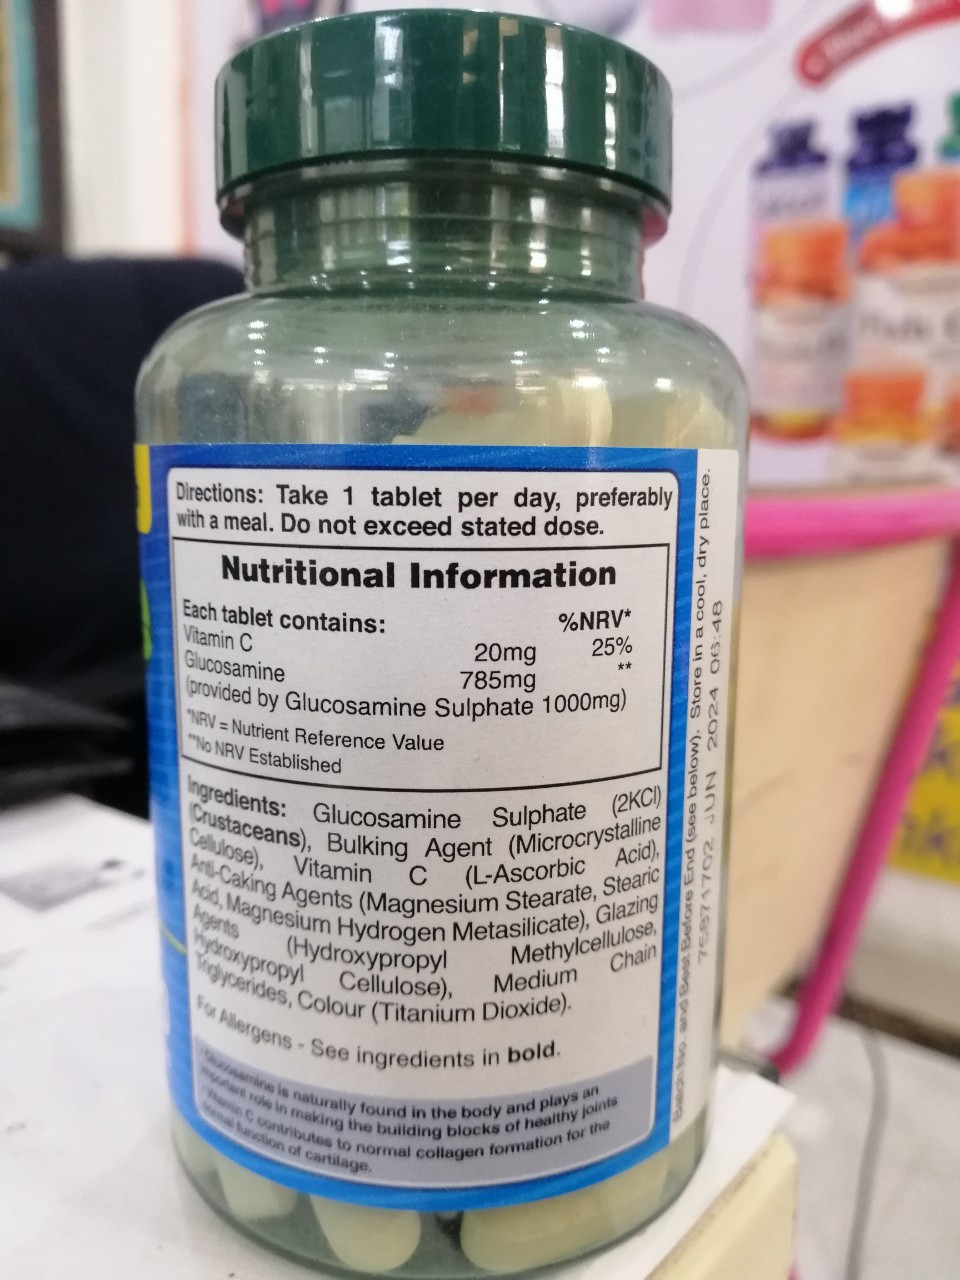 Directions: Take 1 tablet per day, preferably
with a meal. Do not exceed stated dose.
Nutritional Information
Each tablet contains: %NRV*
Vitamin C 20mg 25%
Glucosamine 785mg **
(provided by Glucosamine Sulphate 1000mg)
*NRV = Nutrient Reference Value
**No NRV Established
Ingredients: Glucosamine Sulphate (2KCl)
(Crustaceans), Bulking Agent (Microcrystalline
Cellulose), Vitamin C (L-Ascorbic Acid),
Anti-Caking Agents (Magnesium Stearate, Stearic
Acid, Magnesium Hydrogen Metasilicate), Glazing
Agents (Hydroxypropyl Methylcellulose,
Hydroxypropyl Cellulose), Medium Chain
Triglycerides, Colour (Titanium Dioxide).
For Allergens - See ingredients in bold.
*Glucosamine is naturally found in the body and plays an
important role in making the building blocks of healthy joints
*Vitamin C contributes to normal collagen formation for the
normal function of cartilage.
Batch No. and Best Before End (see below). Store in a cool, dry place.
75871702 JUN 2024 06:48